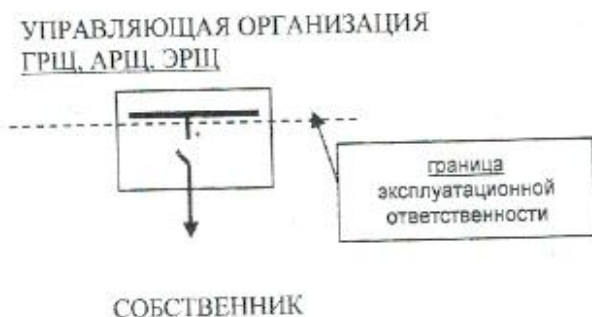 УПРАВЛЯЮЩАЯ ОРГАНИЗАЦИЯ
ГРЩ, АРЩ, ЭРЩ
граница
эксплуатационной
ответственности
СОБСТВЕННИК